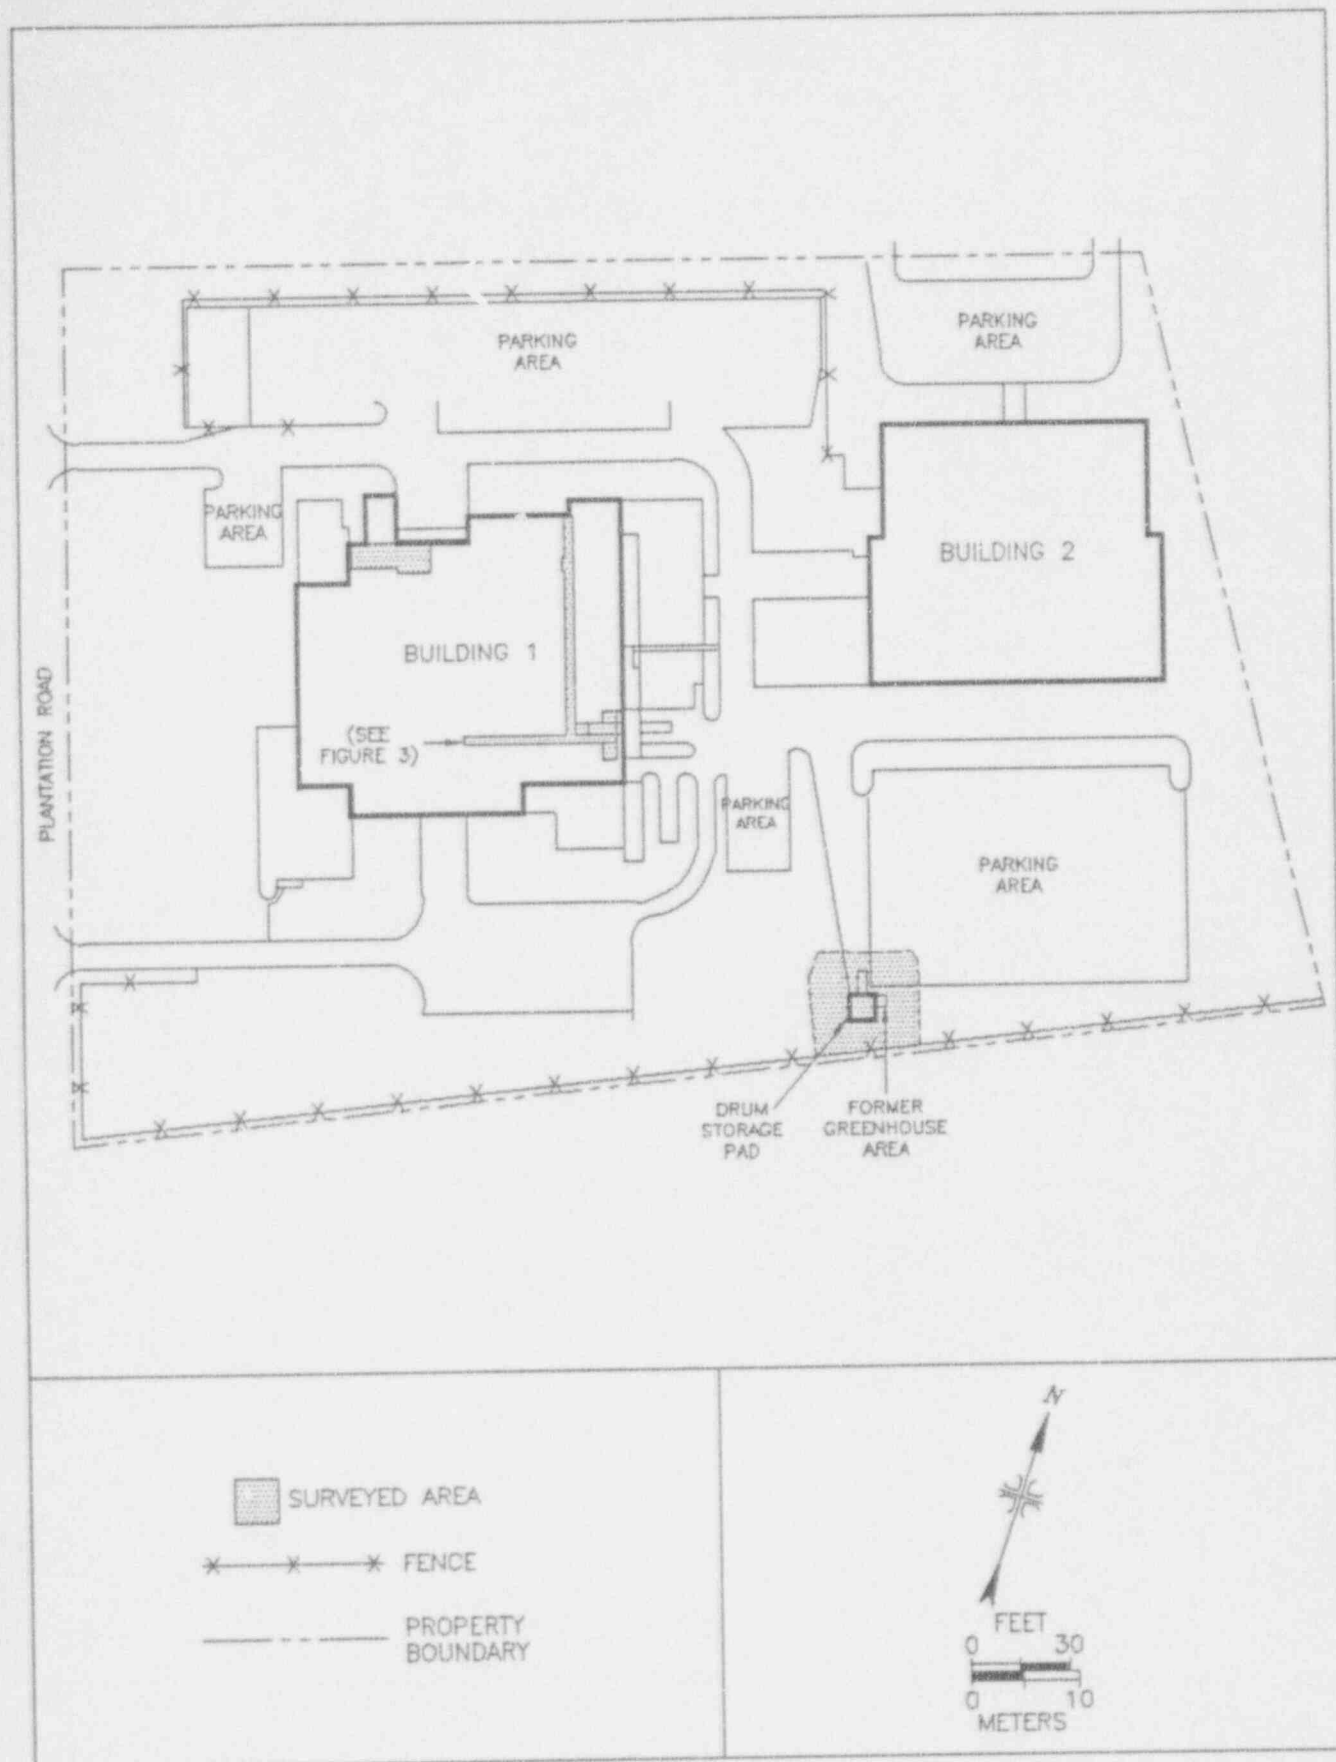 PARKING
AREA
PARKING
AREA
PARKING
AREA
BUILDING 2
BUILDING 1
PLANTATION ROAD
(SEE
FIGURE 3)
PARKING
AREA
PARKING
AREA
DRUM
STORAGE
PAD
FORMER
GREENHOUSE
AREA
SURVEYED AREA
FENCE
PROPERTY
BOUNDARY
N
FEET
0 30
0 10
METERS